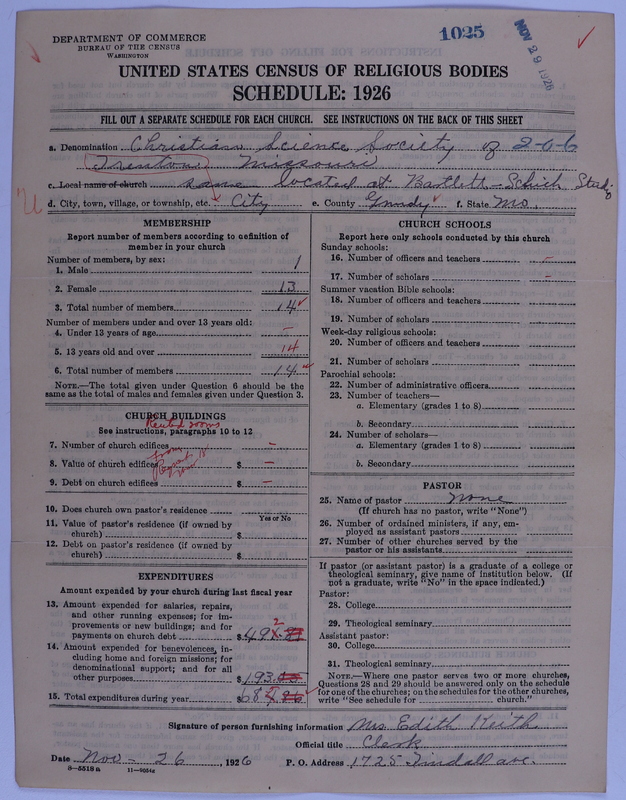 DEPARTMENT OF COMMERCE
BUREAU OF THE CENSUS
WASHINGTON
1025
NOV 29 1926
UNITED STATES CENSUS OF RELIGIOUS BODIES
SCHEDULE: 1926
FILL OUT A SEPARATE SCHEDULE FOR EACH CHURCH. SEE INSTRUCTIONS ON THE BACK OF THIS SHEET
a. Denomination Christian Science Society of 2-0-6
Trenton Missouri
c. Local name of church same located at Bartlett-Schich Studio
d. City, town, village, or township, etc. City e. County Grundy f. State Mo.
U
MEMBERSHIP
Report number of members according to definition of
member in your church
Number of members, by sex:
1. Male 1
2. Female 13
3. Total number of members 14
Number of members under and over 13 years old:
4. Under 13 years of age –
5. 13 years old and over 14
6. Total number of members 14
NOTE.—The total given under Question 6 should be the
same as the total of males and females given under Question 3.
CHURCH BUILDINGS
Rented rooms
See instructions, paragraphs 10 to 12
7. Number of church edifices –
8. Value of church edifices $ –
9. Debt on church edifices $ –
10. Does church own pastor's residence
Yes or No
11. Value of pastor's residence (if owned by
church) $
12. Debt on pastor's residence (if owned by
church) $
EXPENDITURES
Amount expended by your church during last fiscal year
13. Amount expended for salaries, repairs,
and other running expenses; for im-
provements or new buildings; and for
payments on church debt $ 492
14. Amount expended for benevolences, in-
cluding home and foreign missions; for
denominational support; and for all
other purposes $ 193
15. Total expenditures during year $ 685
CHURCH SCHOOLS
Report here only schools conducted by this church
Sunday schools:
16. Number of officers and teachers –
17. Number of scholars –
Summer vacation Bible schools:
18. Number of officers and teachers
19. Number of scholars
Week-day religious schools:
20. Number of officers and teachers
21. Number of scholars
Parochial schools:
22. Number of administrative officers
23. Number of teachers—
a. Elementary (grades 1 to 8)
b. Secondary
24. Number of scholars—
a. Elementary (grades 1 to 8)
b. Secondary
PASTOR
25. Name of pastor None
(If church has no pastor, write "None")
26. Number of ordained ministers, if any, em-
ployed as assistant pastors
27. Number of other churches served by the
pastor or his assistants
If pastor (or assistant pastor) is a graduate of a college or
theological seminary, give name of institution below. (If
not a graduate, write "No" in the space indicated.)
Pastor:
28. College
29. Theological seminary
Assistant pastor:
30. College
31. Theological seminary
NOTE.—Where one pastor serves two or more churches,
Questions 28 and 29 should be answered only on the schedule
for one of the churches; on the schedules for the other churches,
write "See schedule for church."
Signature of person furnishing information Mrs. Edith Keith
Official title Clerk
Date Nov - 26, 1926 P. O. Address 1725 Tindall ave.
8—5518a 11—8054c